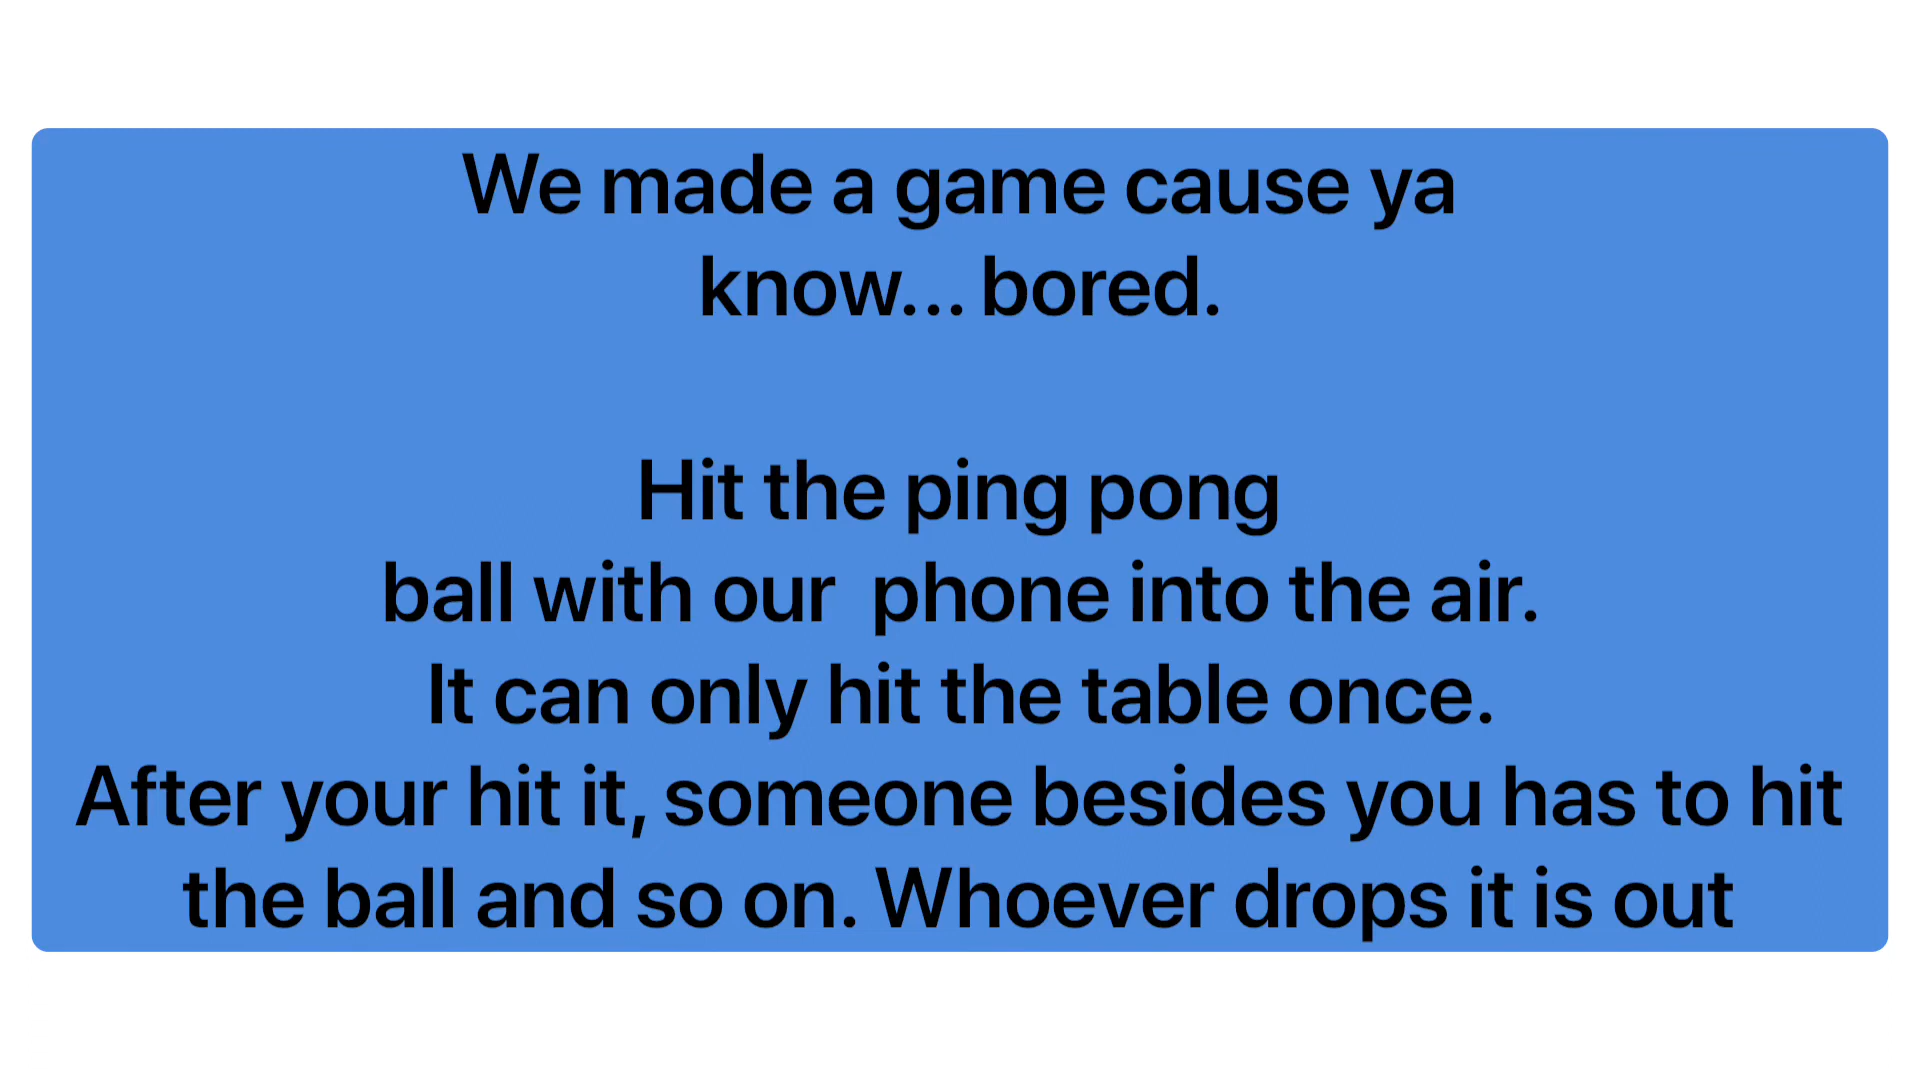 We made a game cause ya
know... bored.
Hit the ping pong
ball with our  phone into the air.
It can only hit the table once.
After your hit it, someone besides you has to hit
the ball and so on. Whoever drops it is out